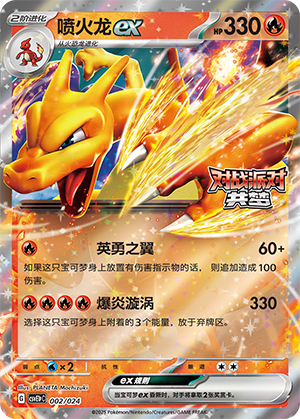 2阶进化
喷火龙ex
HP 330
从火恐龙进化
对战派对
共梦
英勇之翼 60+
如果这只宝可梦身上放置有伤害指示物的话，则追加造成100
伤害。
爆炎漩涡 330
选择这只宝可梦身上附着的3个能量，放于弃牌区。
弱点 ×2 抗性 撤退
Illus. PLANETA Mochizuki
G
002/024
ex规则
当宝可梦ex昏厥时，对手将拿取2张奖赏卡。
©2025 Pokémon/Nintendo/Creatures/GAME FREAK